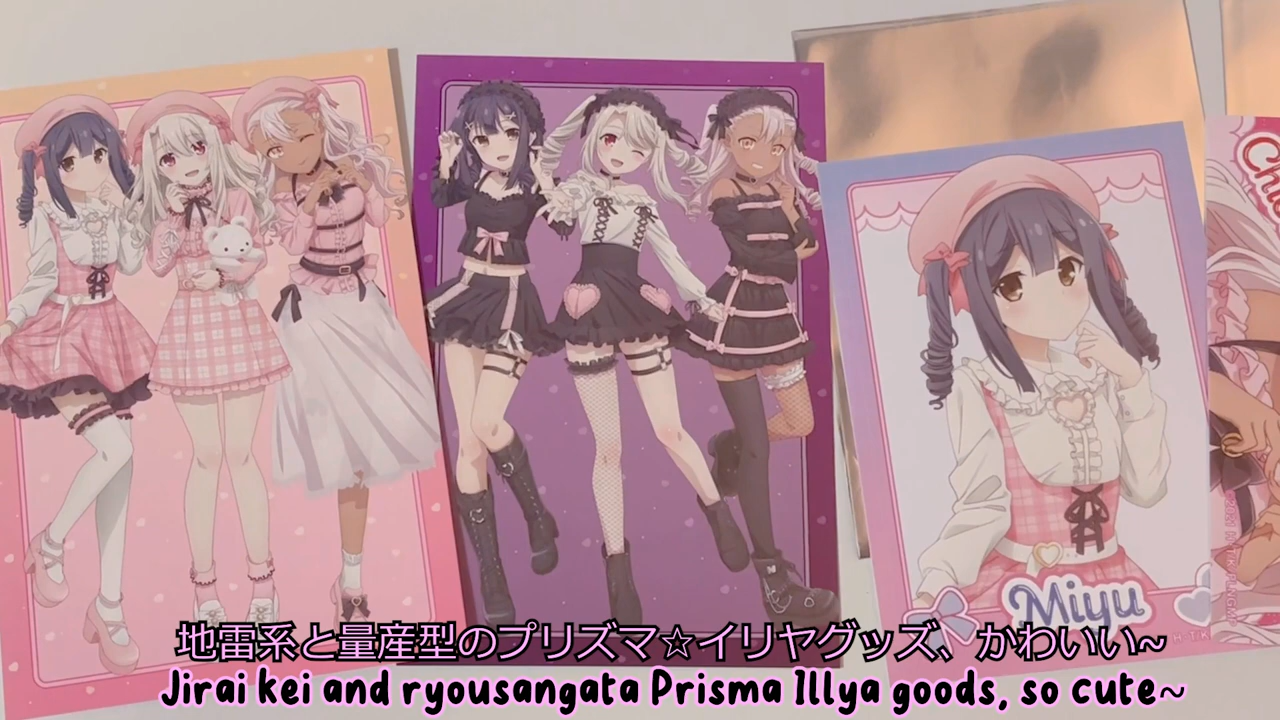 Chlo
Miyu
H-T/K
地雷系と量産型のプリズマ☆イリヤグッズ、かわいい~
Jirai kei and ryousangata Prisma Illya goods, so cute~